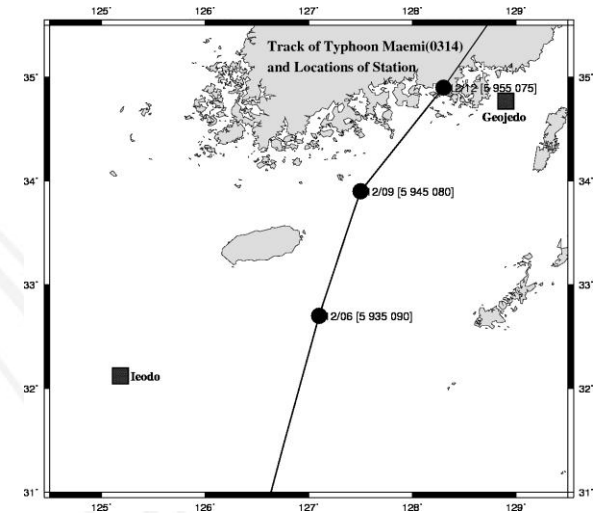 125° 126° 127° 128° 129°
Track of Typhoon Maemi(0314)
and Locations of Station
35° 35°
12/12 [5 955 075]
Geojedo
34° 34°
12/09 [5 945 080]
33° 33°
12/06 [5 935 090]
32° 32°
Ieodo
31° 31°
125° 126° 127° 128° 129°